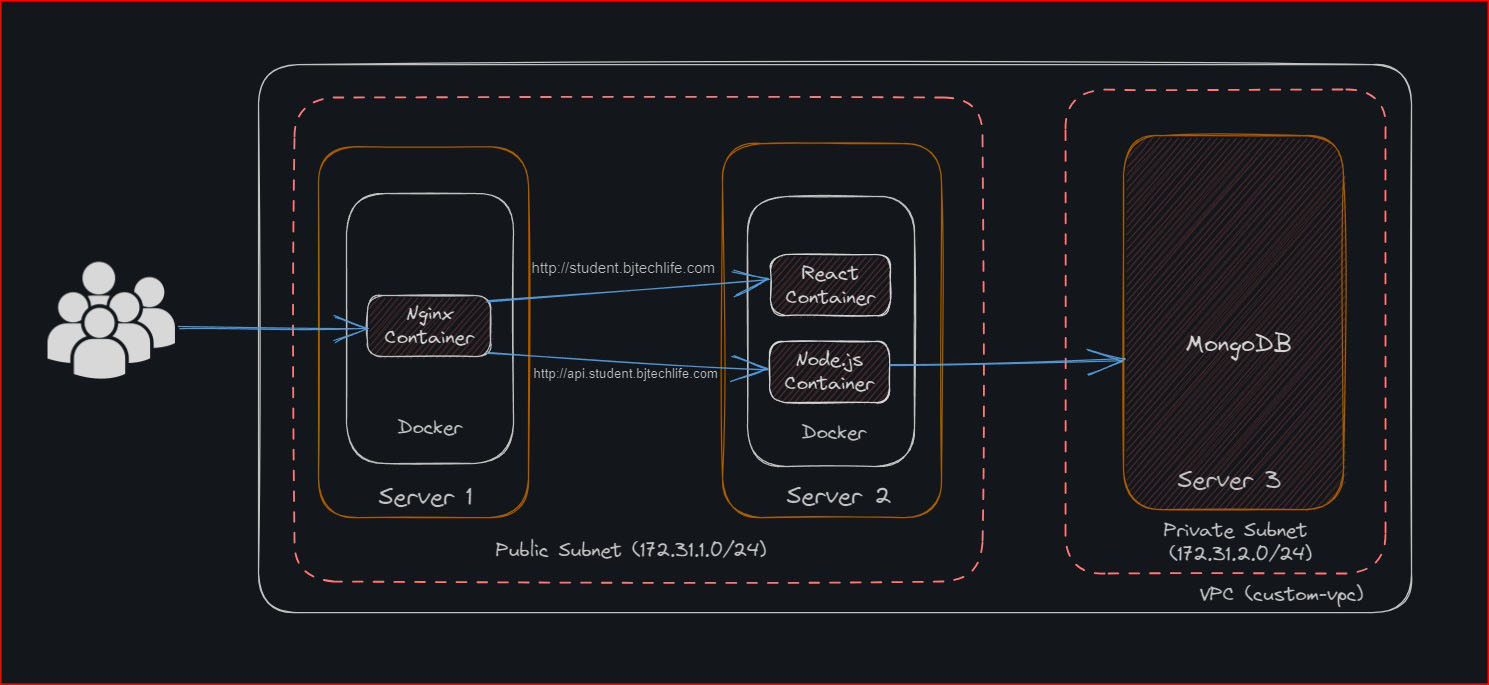 http://student.bjtechlife.com
React
Container
Nginx
Container
Node.js
Container
http://api.student.bjtechlife.com
MongoDB
Docker
Docker
Server 1
Server 2
Server 3
Public Subnet (172.31.1.0/24)
Private Subnet
(172.31.2.0/24)
VPC (custom-vpc)